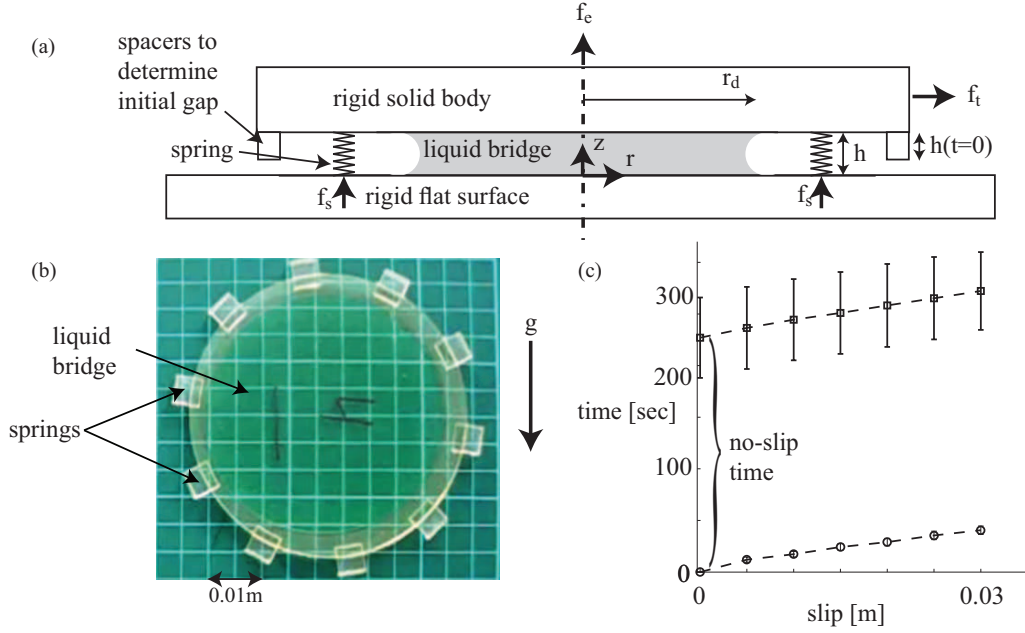 (a)
spacers to
determine
initial gap
spring
rigid solid body
liquid bridge
rigid flat surface
f_e
r_d
f_t
z
r
h
h(t=0)
f_s
f_s
(b)
liquid
bridge
springs
0.01m
g
(c)
300
200
100
0
time [sec]
no-slip
time
0
0.03
slip [m]